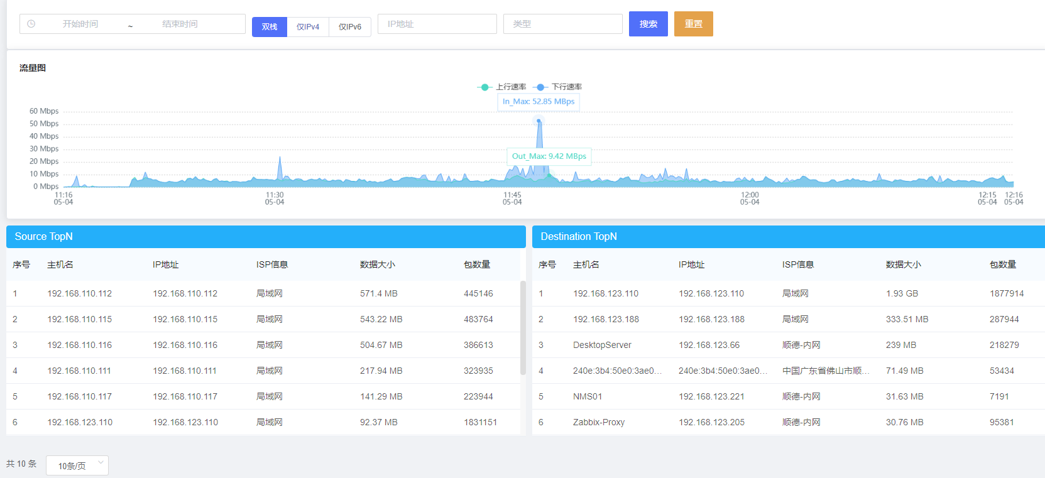 开始时间 ~ 结束时间 双栈 仅IPv4 仅IPv6 IP地址 类型 搜索 重置
流量图
上行速率 下行速率
In_Max: 52.85 MBps
Out_Max: 9.42 MBps
60 Mbps
50 Mbps
40 Mbps
30 Mbps
20 Mbps
10 Mbps
0 Mbps
11:16 11:30 11:45 12:00 12:15 12:16
05-04 05-04 05-04 05-04 05-04 05-04
Source TopN
序号 主机名 IP地址 ISP信息 数据大小 包数量
1 192.168.110.112 192.168.110.112 局域网 571.4 MB 445146
2 192.168.110.115 192.168.110.115 局域网 543.22 MB 483764
3 192.168.110.116 192.168.110.116 局域网 504.67 MB 386613
4 192.168.110.111 192.168.110.111 局域网 217.94 MB 323935
5 192.168.110.117 192.168.110.117 局域网 141.29 MB 223944
6 192.168.123.110 192.168.123.110 局域网 92.37 MB 1831151
Destination TopN
序号 主机名 IP地址 ISP信息 数据大小 包数量
1 192.168.123.110 192.168.123.110 局域网 1.93 GB 1877914
2 192.168.123.188 192.168.123.188 局域网 333.51 MB 287944
3 DesktopServer 192.168.123.66 顺德-内网 239 MB 218279
4 240e:3b4:50e0:3ae0... 240e:3b4:50e0:3ae0... 中国广东省佛山市顺... 71.49 MB 53434
5 NMS01 192.168.123.221 顺德-内网 31.63 MB 7191
6 Zabbix-Proxy 192.168.123.205 顺德-内网 30.76 MB 95381
共 10 条 10条/页